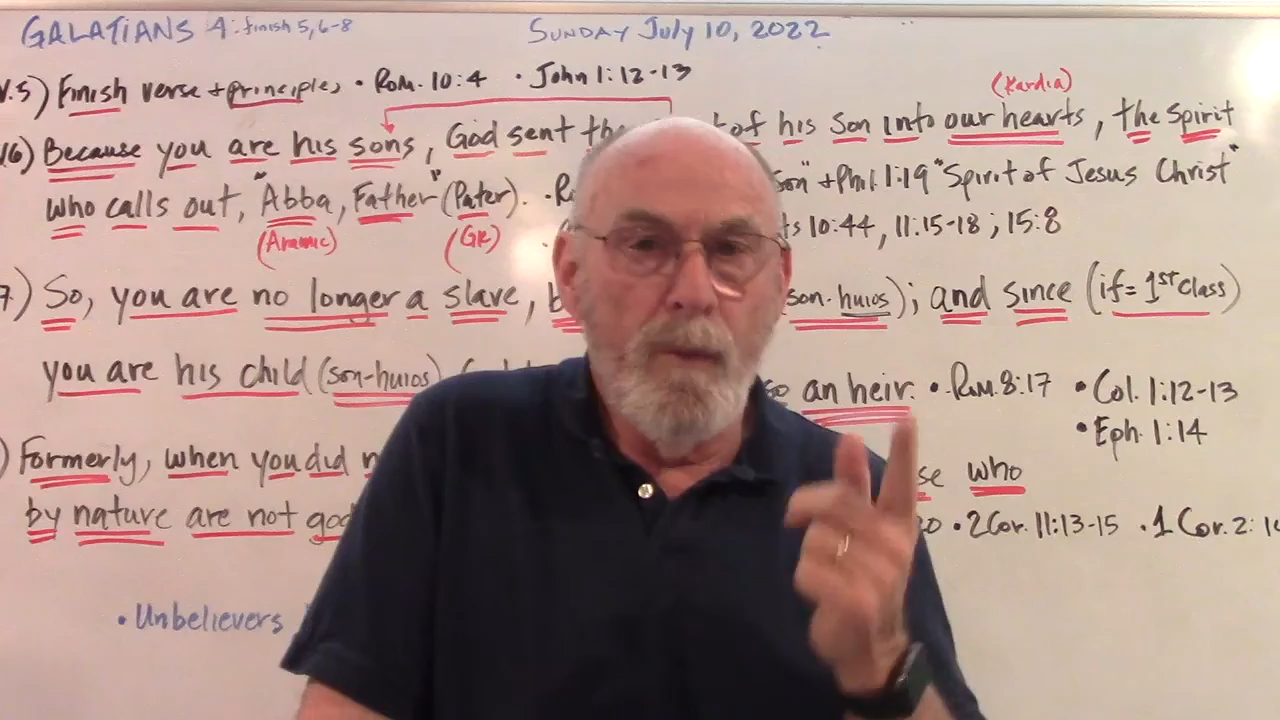 GALATIANS 4: finish 5, 6-8
SUNDAY July 10, 2022
V.5) Finish verse + principles • Rom. 10:4 • John 1:12-13
(Kardia)
V6) Because you are his sons, God sent the of his Son into our hearts, the Spirit
who calls out, "Abba, Father" (Pater). Son" + Phil. 1:19 "Spirit of Jesus Christ"
(Aramic) (GK) 10:44, 11:15-18; 15:8
7.) So, you are no longer a slave, (son-huios); and since (if = 1st class)
you are his child (son-huios) an heir. • Rom. 8:17 • Col. 1:12-13
• Eph. 1:14
) Formerly, when you did who
by nature are not • 2 Cor. 11:13-15 • 1 Cor. 2:
• Unbelievers